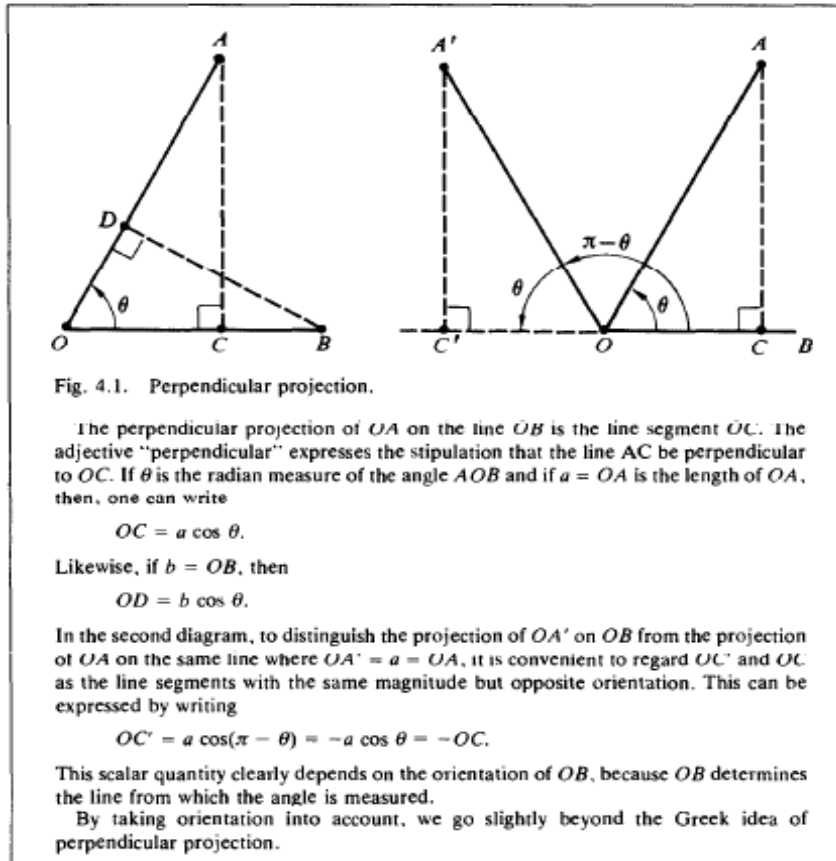 A
D
θ
O
C
B
A'
A
π−θ
θ
θ
C'
O
C
B
Fig. 4.1. Perpendicular projection.
The perpendicular projection of OA on the line OB is the line segment OC. The
adjective “perpendicular” expresses the stipulation that the line AC be perpendicular
to OC. If θ is the radian measure of the angle AOB and if a = OA is the length of OA,
then, one can write
OC = a cos θ.
Likewise, if b = OB, then
OD = b cos θ.
In the second diagram, to distinguish the projection of OA' on OB from the projection
of OA on the same line where OA' = a = OA, it is convenient to regard OC' and OC
as the line segments with the same magnitude but opposite orientation. This can be
expressed by writing
OC' = a cos(π − θ) = −a cos θ = −OC.
This scalar quantity clearly depends on the orientation of OB, because OB determines
the line from which the angle is measured.
By taking orientation into account, we go slightly beyond the Greek idea of
perpendicular projection.